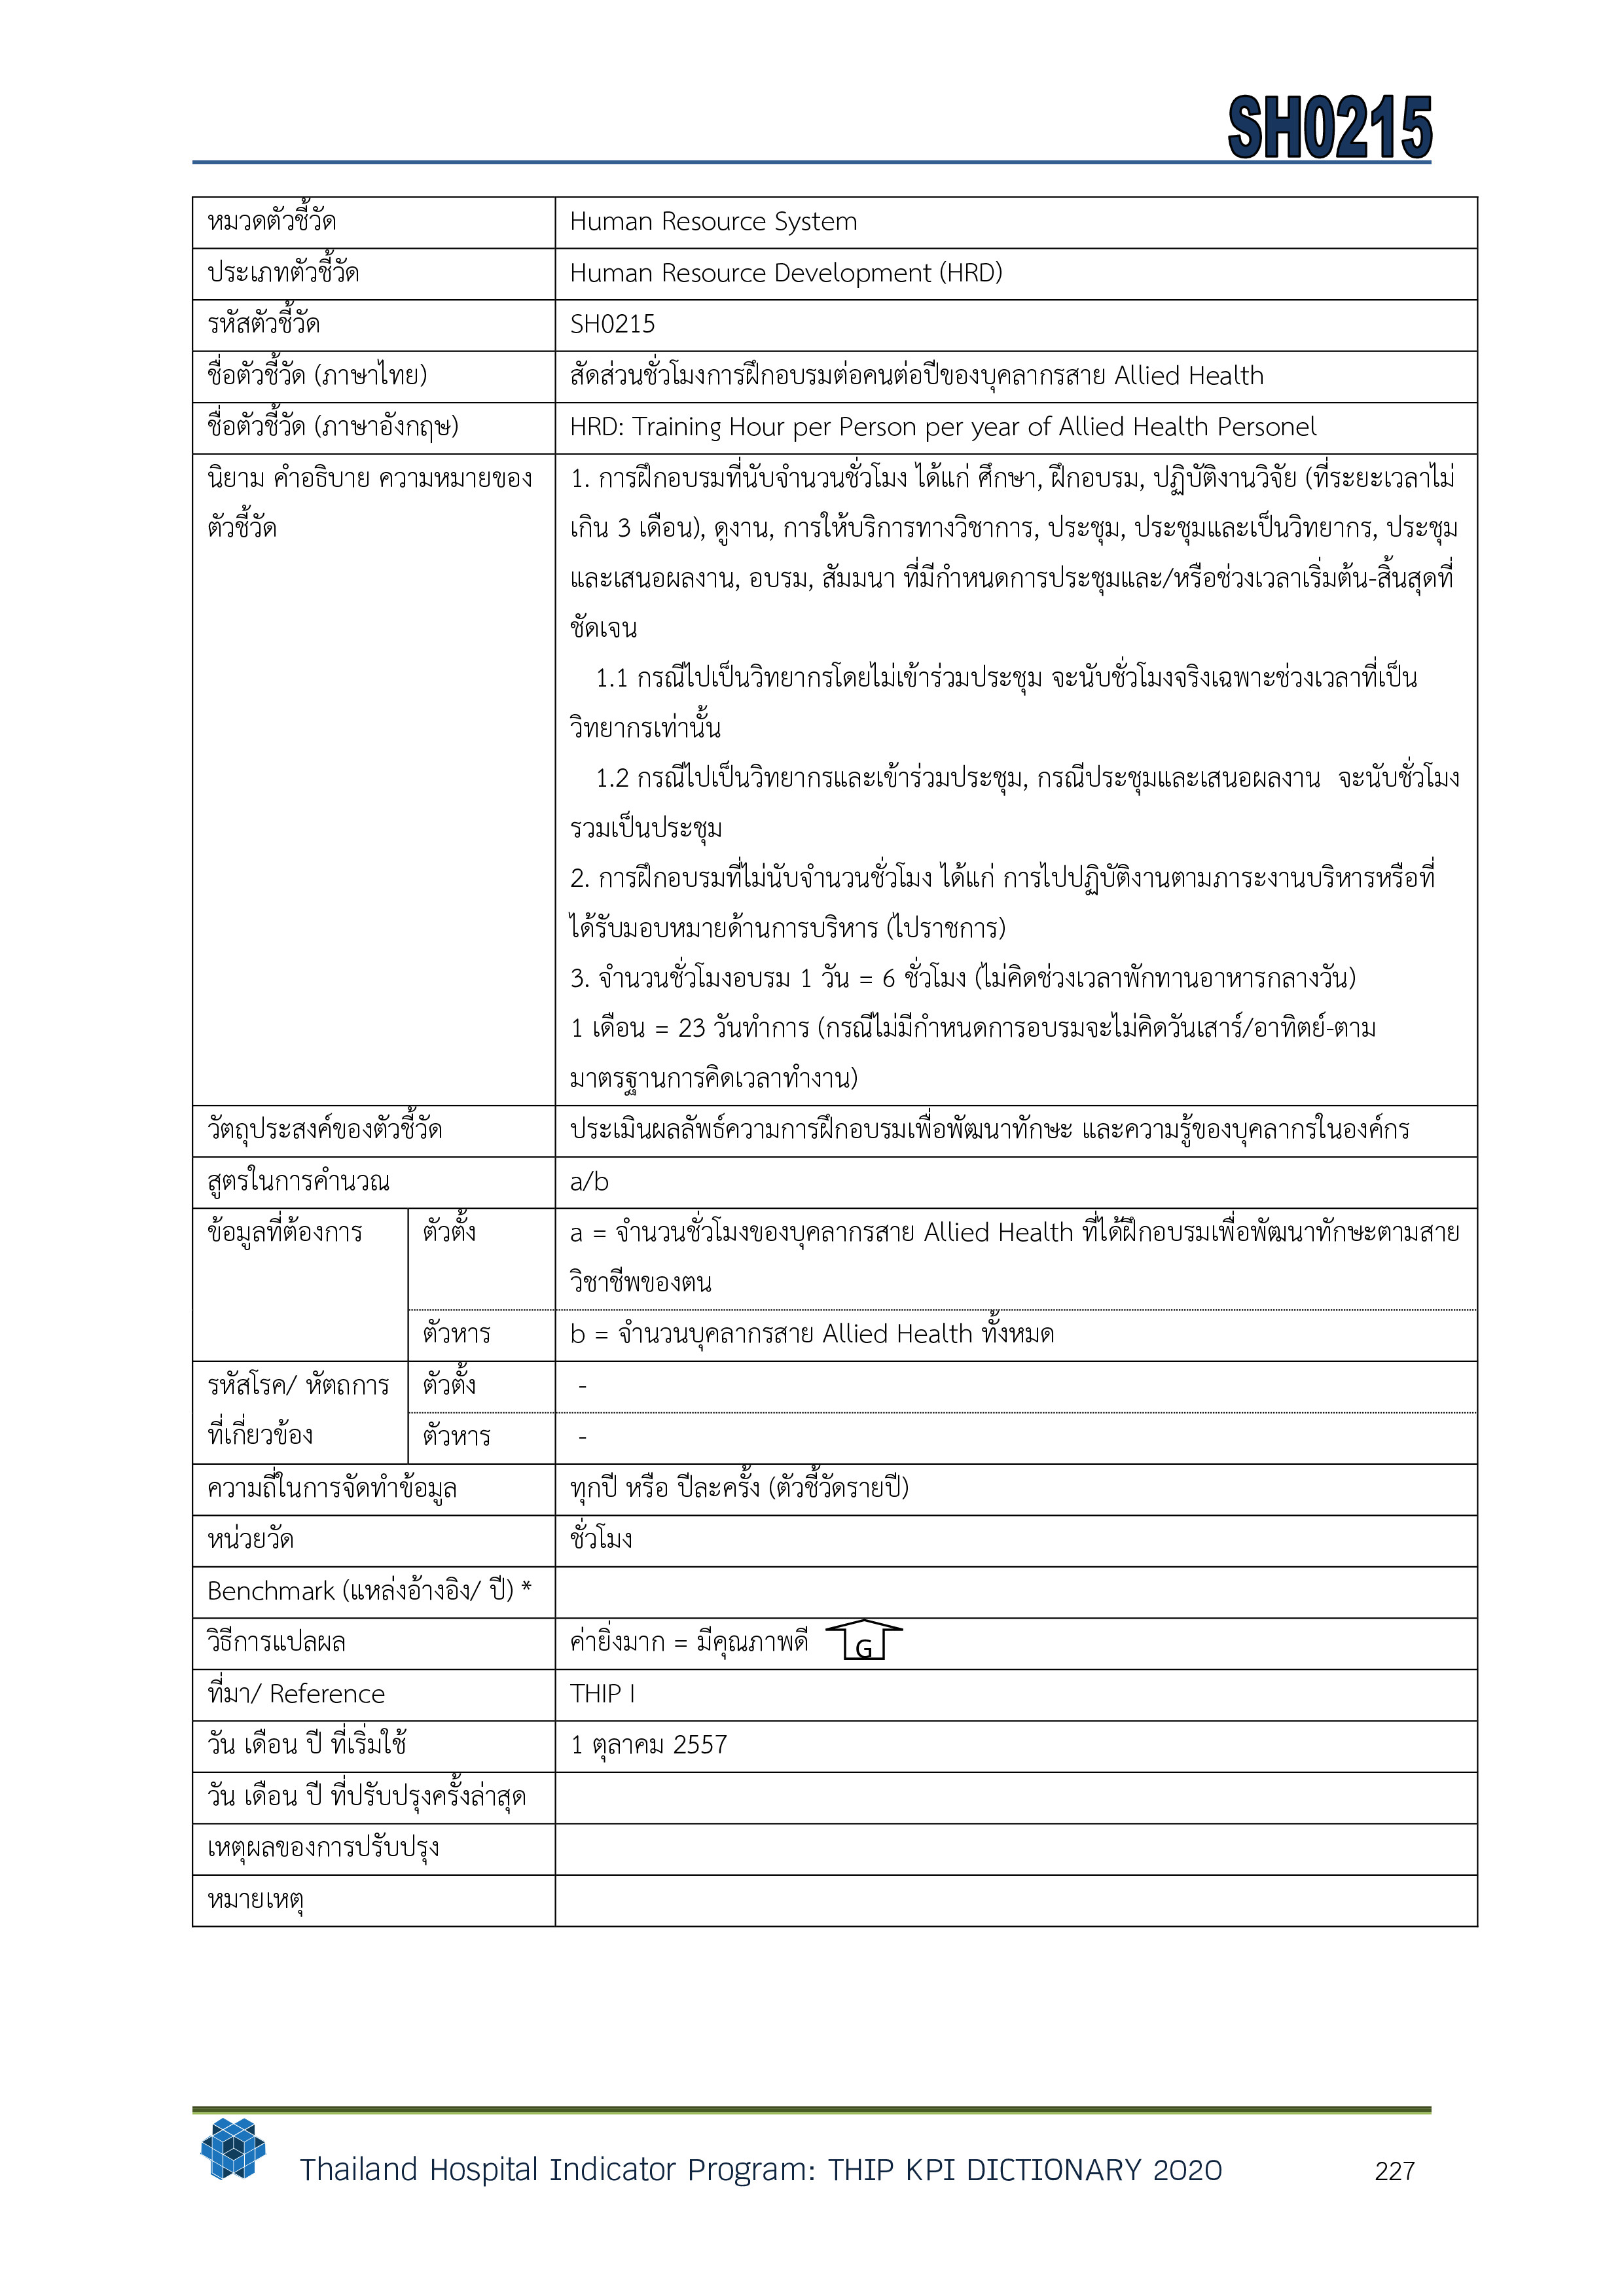 SH0215
หมวดตัวชี้วัด Human Resource System
ประเภทตัวชี้วัด Human Resource Development (HRD)
รหัสตัวชี้วัด SH0215
ชื่อตัวชี้วัด (ภาษาไทย) สัดส่วนชั่วโมงการฝึกอบรมต่อคนต่อปีของบุคลากรสาย Allied Health
ชื่อตัวชี้วัด (ภาษาอังกฤษ) HRD: Training Hour per Person per year of Allied Health Personel
นิยาม คำอธิบาย ความหมายของ
ตัวชี้วัด
1. การฝึกอบรมที่นับจำนวนชั่วโมง ได้แก่ ศึกษา, ฝึกอบรม, ปฏิบัติงานวิจัย (ที่ระยะเวลาไม่
เกิน 3 เดือน), ดูงาน, การให้บริการทางวิชาการ, ประชุม, ประชุมและเป็นวิทยากร, ประชุม
และเสนอผลงาน, อบรม, สัมมนา ที่มีกำหนดการประชุมและ/หรือช่วงเวลาเริ่มต้น-สิ้นสุดที่
ชัดเจน
1.1 กรณีไปเป็นวิทยากรโดยไม่เข้าร่วมประชุม จะนับชั่วโมงจริงเฉพาะช่วงเวลาที่เป็น
วิทยากรเท่านั้น
1.2 กรณีไปเป็นวิทยากรและเข้าร่วมประชุม, กรณีประชุมและเสนอผลงาน จะนับชั่วโมง
รวมเป็นประชุม
2. การฝึกอบรมที่ไม่นับจำนวนชั่วโมง ได้แก่ การไปปฏิบัติงานตามภาระงานบริหารหรือที่
ได้รับมอบหมายด้านการบริหาร (ไปราชการ)
3. จำนวนชั่วโมงอบรม 1 วัน = 6 ชั่วโมง (ไม่คิดช่วงเวลาพักทานอาหารกลางวัน)
1 เดือน = 23 วันทำการ (กรณีไม่มีกำหนดการอบรมจะไม่คิดวันเสาร์/อาทิตย์-ตาม
มาตรฐานการคิดเวลาทำงาน)
วัตถุประสงค์ของตัวชี้วัด ประเมินผลลัพธ์ความการฝึกอบรมเพื่อพัฒนาทักษะ และความรู้ของบุคลากรในองค์กร
สูตรในการคำนวณ a/b
ข้อมูลที่ต้องการ ตัวตั้ง a = จำนวนชั่วโมงของบุคลากรสาย Allied Health ที่ได้ฝึกอบรมเพื่อพัฒนาทักษะตามสาย
วิชาชีพของตน
ตัวหาร b = จำนวนบุคลากรสาย Allied Health ทั้งหมด
รหัสโรค/ หัตถการ ตัวตั้ง -
ที่เกี่ยวข้อง ตัวหาร -
ความถี่ในการจัดทำข้อมูล ทุกปี หรือ ปีละครั้ง (ตัวชี้วัดรายปี)
หน่วยวัด ชั่วโมง
Benchmark (แหล่งอ้างอิง/ ปี) *
วิธีการแปลผล ค่ายิ่งมาก = มีคุณภาพดี G
ที่มา/ Reference THIP I
วัน เดือน ปี ที่เริ่มใช้ 1 ตุลาคม 2557
วัน เดือน ปี ที่ปรับปรุงครั้งล่าสุด
เหตุผลของการปรับปรุง
หมายเหตุ
Thailand Hospital Indicator Program: THIP KPI DICTIONARY 2020 227